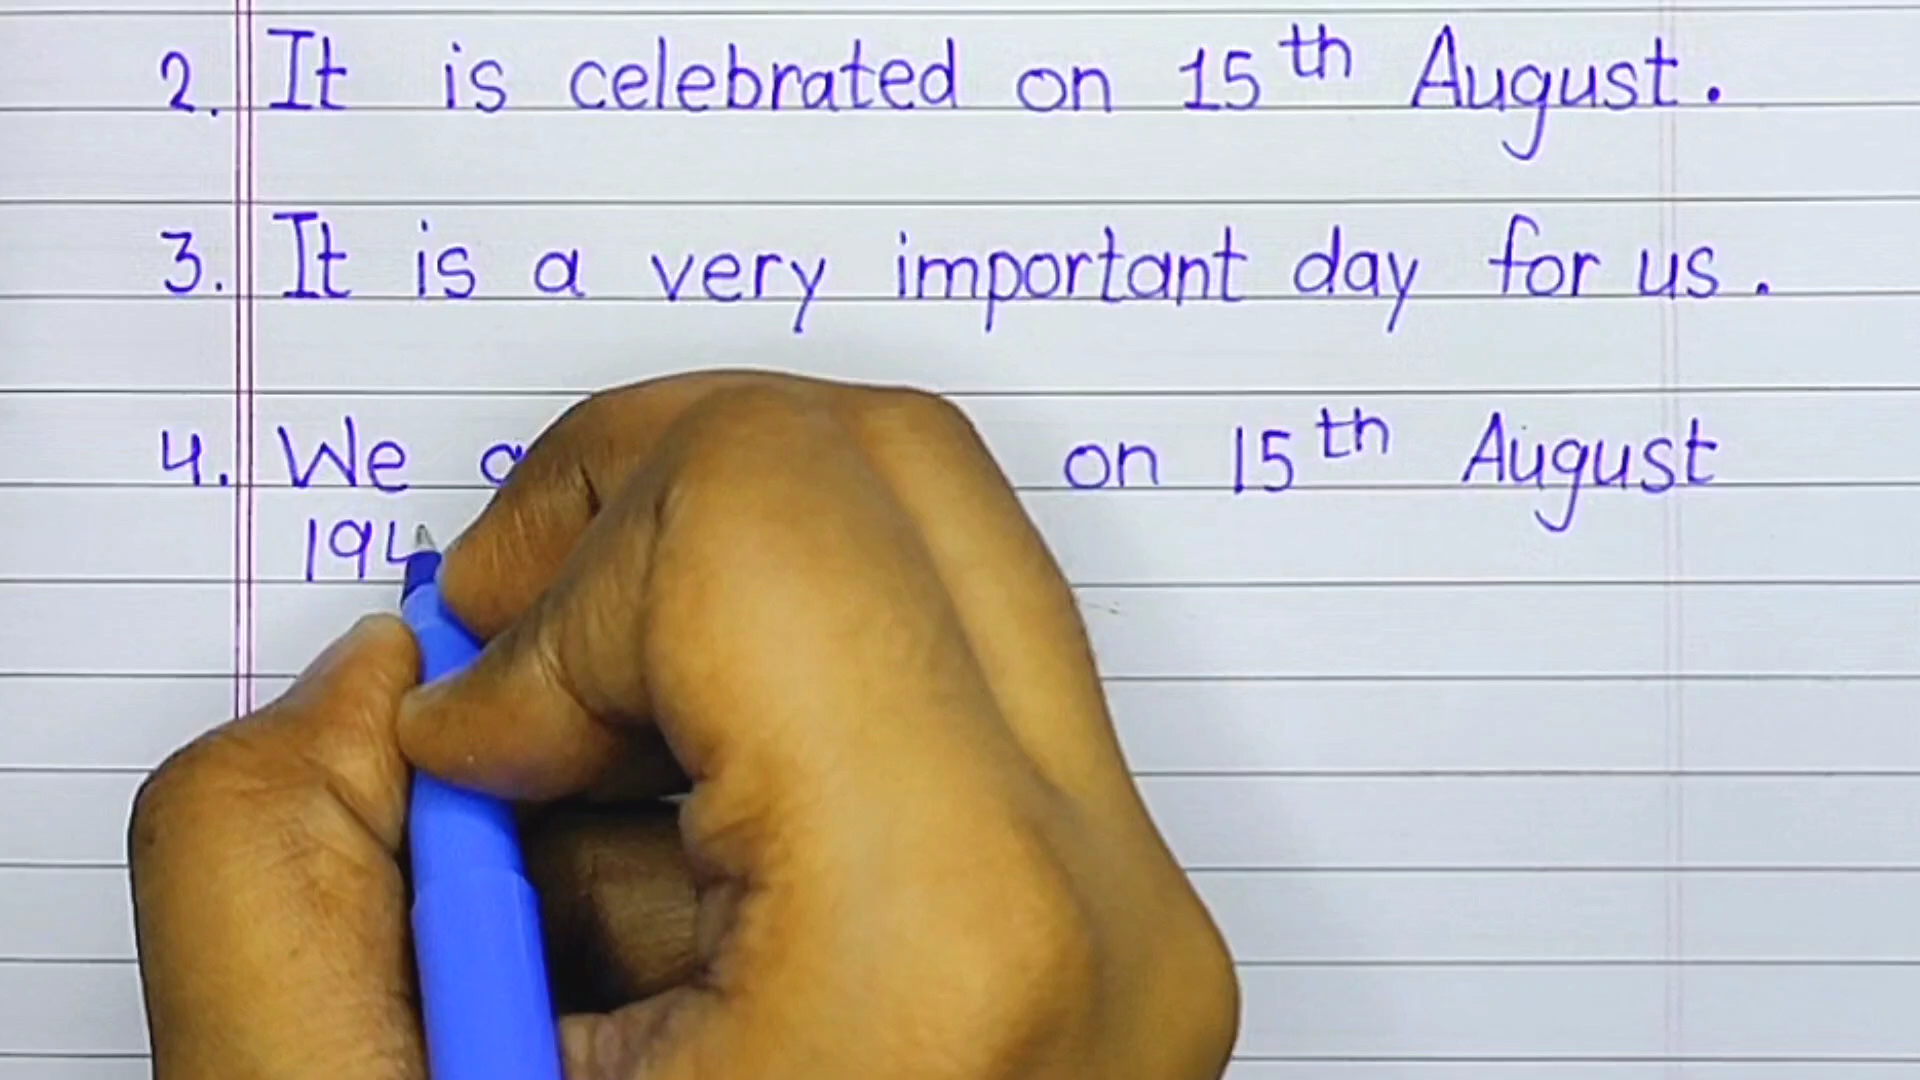 2. It is celebrated on 15th August.
3. It is a very important day for us.
4. We on 15th August
194